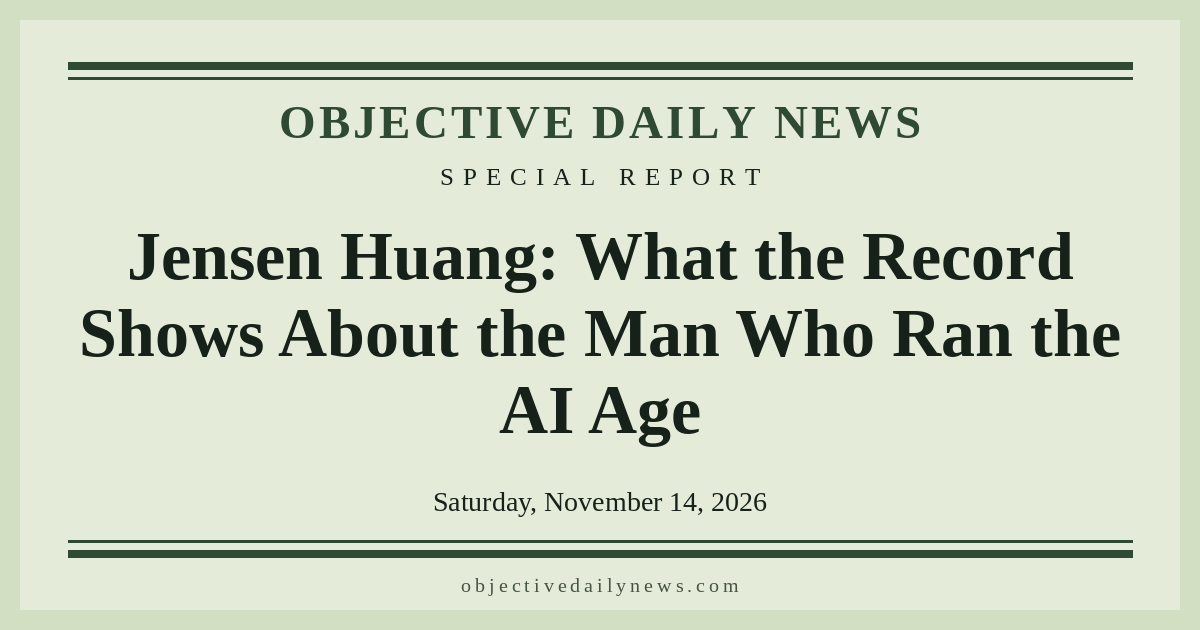 OBJECTIVE DAILY NEWS
SPECIAL REPORT
Jensen Huang: What the Record
Shows About the Man Who Ran the
AI Age
Saturday, November 14, 2026
objectivedailynews.com